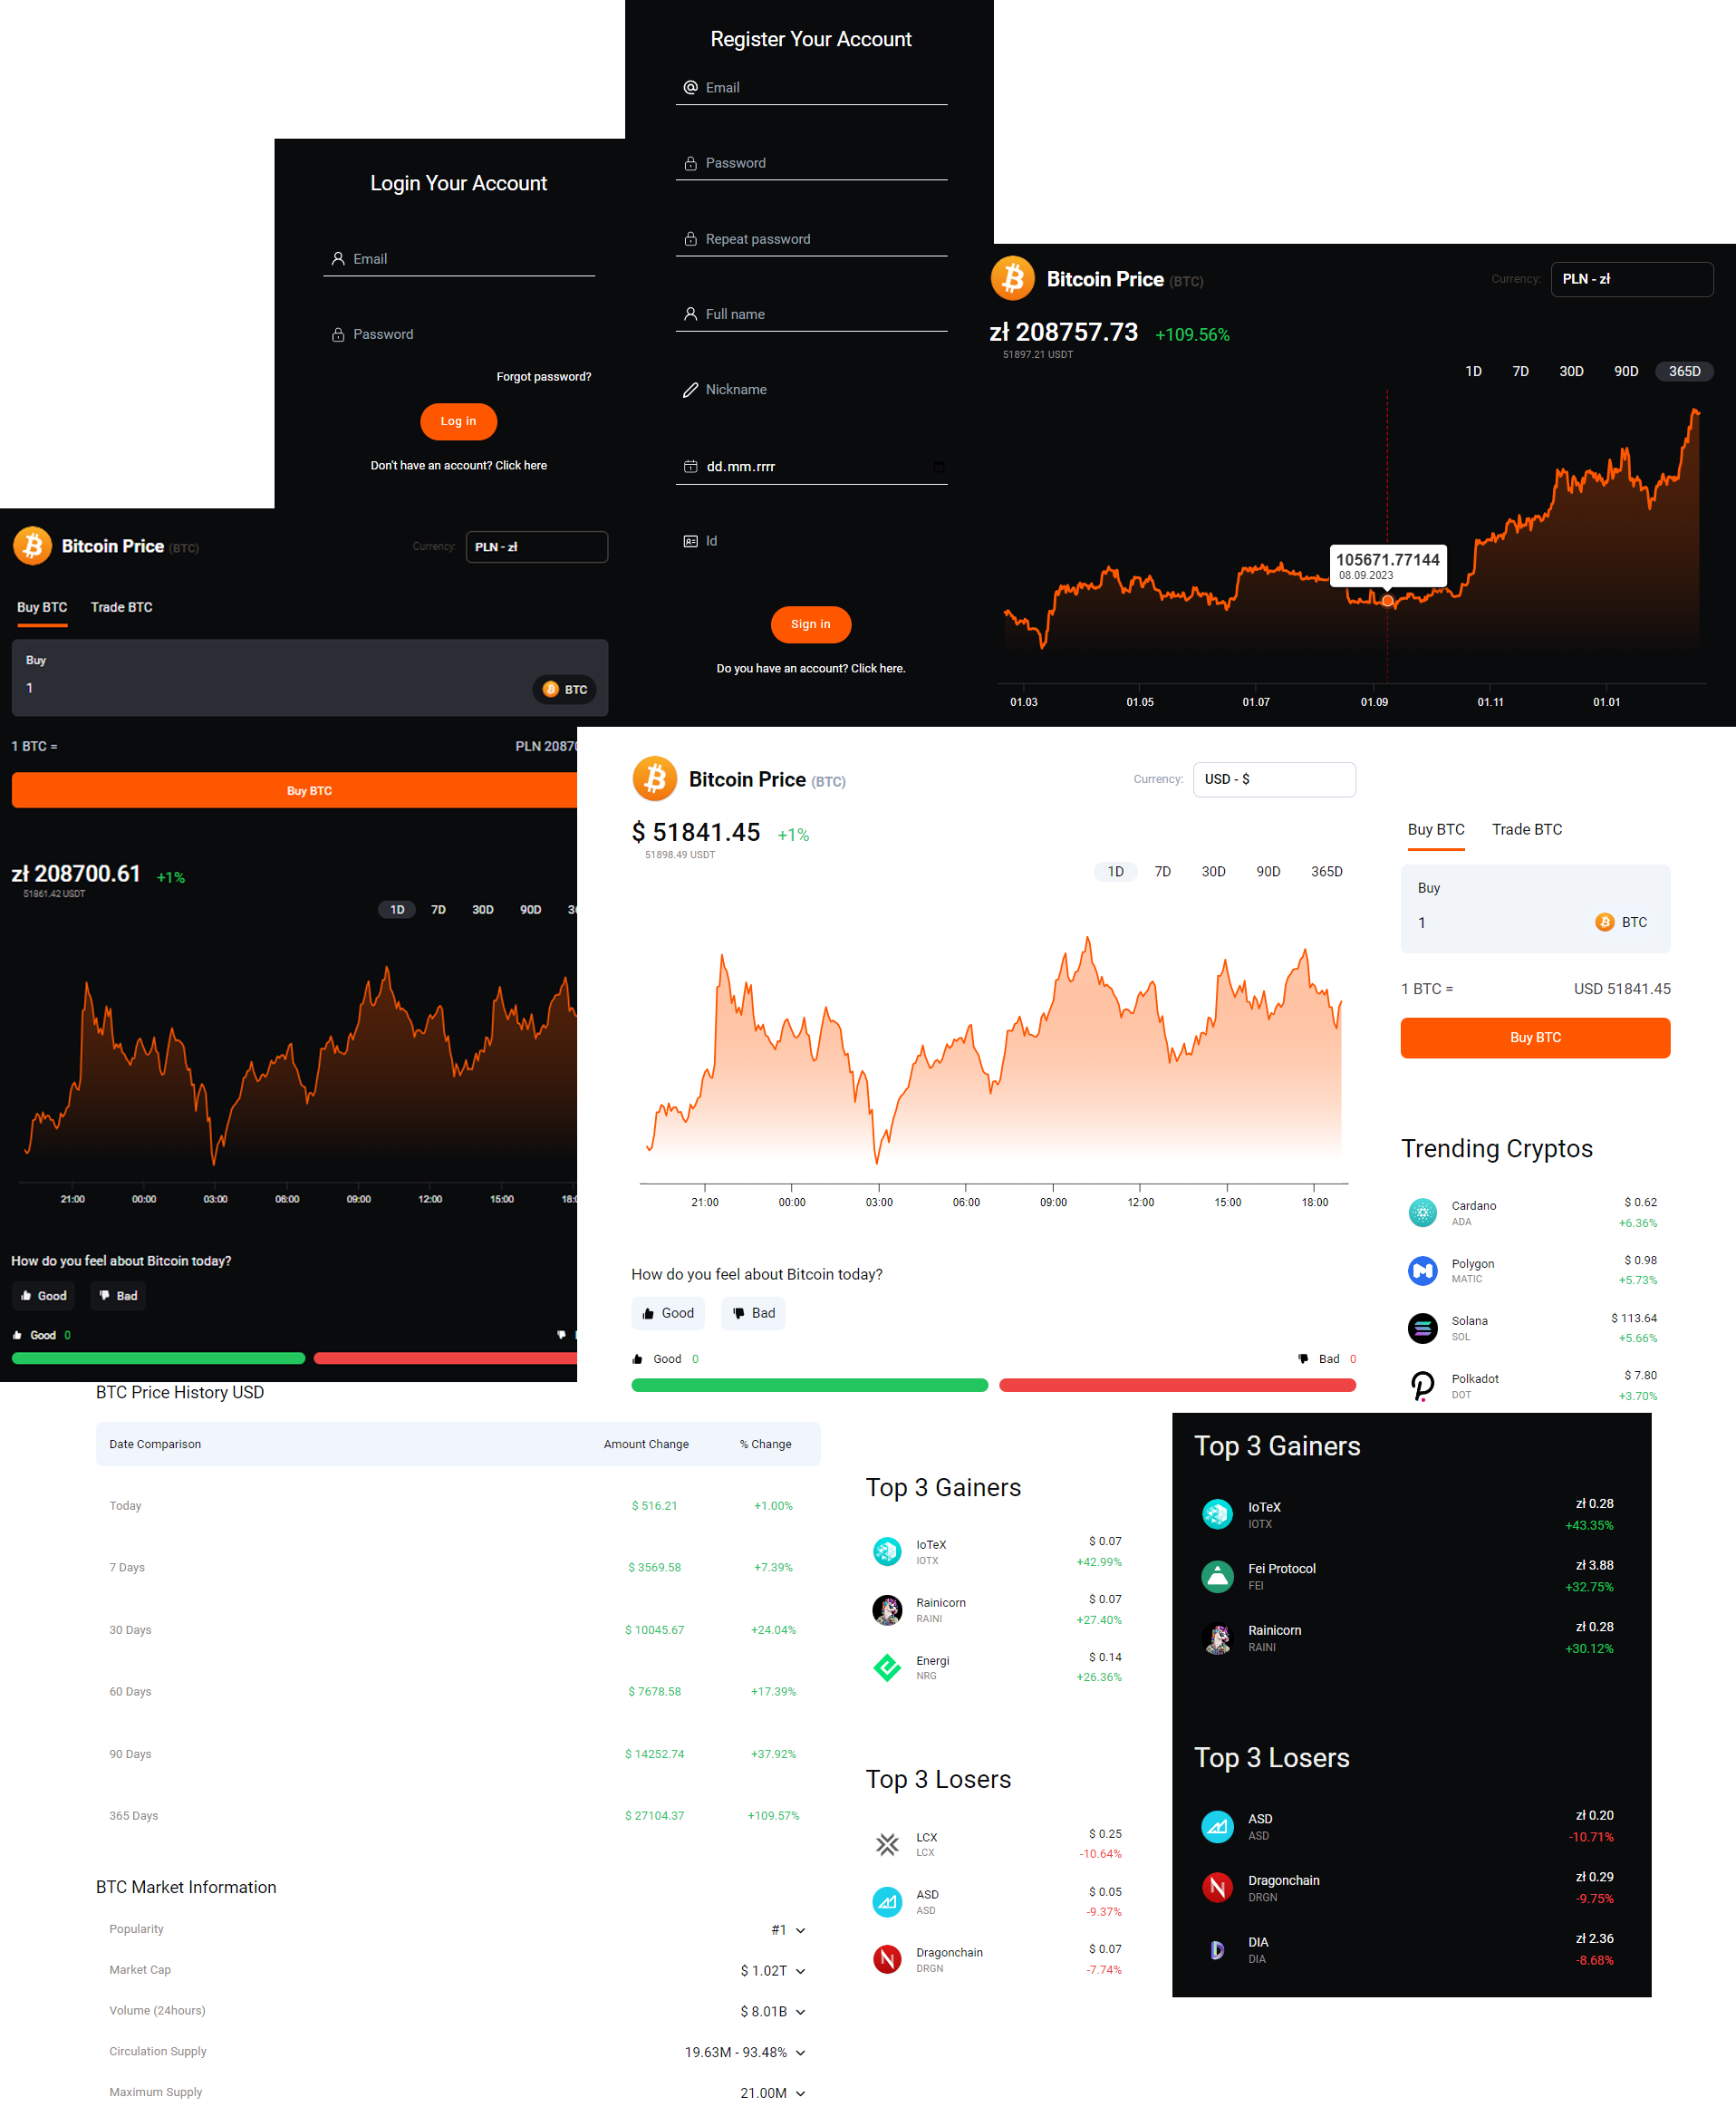 Register Your Account
Email
Password
Repeat password
Full name
Nickname
dd.mm.rrrr
Id
Sign in
Do you have an account? Click here.
Login Your Account
Email
Password
Forgot password?
Log in
Don't have an account? Click here
Bitcoin Price (BTC)
Currency: PLN - zł
zł 208757.73 +109.56%
51897.21 USDT
1D 7D 30D 90D 365D
105671.77144
08.09.2023
01.03 01.05 01.07 01.09 01.11 01.01
Bitcoin Price (BTC)
Currency: PLN - zł
Buy BTC Trade BTC
Buy
1 BTC
1 BTC = PLN 2087
Buy BTC
zł 208700.61 +1%
51861.42 USDT
1D 7D 30D 90D
21:00 00:00 03:00 06:00 09:00 12:00 15:00 18:
How do you feel about Bitcoin today?
Good Bad
Good 0
Bitcoin Price (BTC)
Currency: USD - $
$ 51841.45 +1%
51898.49 USDT
1D 7D 30D 90D 365D
21:00 00:00 03:00 06:00 09:00 12:00 15:00 18:00
How do you feel about Bitcoin today?
Good Bad
Good 0 Bad 0
Buy BTC Trade BTC
Buy
1 BTC
1 BTC = USD 51841.45
Buy BTC
Trending Cryptos
Cardano $ 0.62
ADA +6.36%
Polygon $ 0.98
MATIC +5.73%
Solana $ 113.64
SOL +5.66%
Polkadot $ 7.80
DOT +3.70%
BTC Price History USD
Date Comparison Amount Change % Change
Today $ 516.21 +1.00%
7 Days $ 3569.58 +7.39%
30 Days $ 10045.67 +24.04%
60 Days $ 7678.58 +17.39%
90 Days $ 14252.74 +37.92%
365 Days $ 27104.37 +109.57%
BTC Market Information
Popularity #1
Market Cap $ 1.02T
Volume (24hours) $ 8.01B
Circulation Supply 19.63M - 93.48%
Maximum Supply 21.00M
Top 3 Gainers
IoTeX $ 0.07
IOTX +42.99%
Rainicorn $ 0.07
RAINI +27.40%
Energi $ 0.14
NRG +26.36%
Top 3 Losers
LCX $ 0.25
LCX -10.64%
ASD $ 0.05
ASD -9.37%
Dragonchain $ 0.07
DRGN -7.74%
Top 3 Gainers
IoTeX zł 0.28
IOTX +43.35%
Fei Protocol zł 3.88
FEI +32.75%
Rainicorn zł 0.28
RAINI +30.12%
Top 3 Losers
ASD zł 0.20
ASD -10.71%
Dragonchain zł 0.29
DRGN -9.75%
DIA zł 2.36
DIA -8.68%